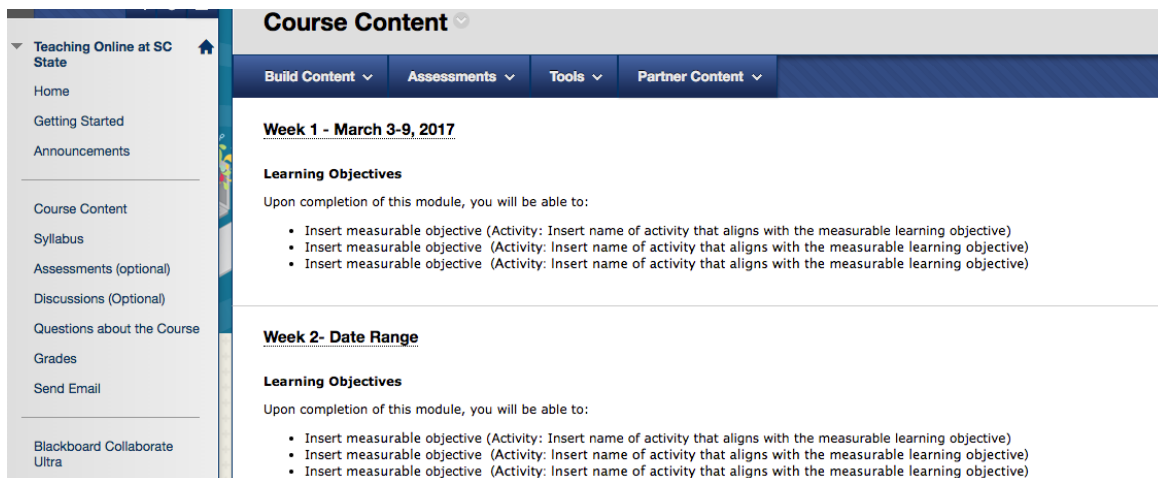 Teaching Online at SC
State
Home
Getting Started
Announcements
Course Content
Syllabus
Assessments (optional)
Discussions (Optional)
Questions about the Course
Grades
Send Email
Blackboard Collaborate
Ultra
Course Content
Build Content Assessments Tools Partner Content
Week 1 - March 3-9, 2017
Learning Objectives
Upon completion of this module, you will be able to:
• Insert measurable objective (Activity: Insert name of activity that aligns with the measurable learning objective)
• Insert measurable objective  (Activity: Insert name of activity that aligns with the measurable learning objective)
• Insert measurable objective  (Activity: Insert name of activity that aligns with the measurable learning objective)
Week 2- Date Range
Learning Objectives
Upon completion of this module, you will be able to:
• Insert measurable objective (Activity: Insert name of activity that aligns with the measurable learning objective)
• Insert measurable objective  (Activity: Insert name of activity that aligns with the measurable learning objective)
• Insert measurable objective  (Activity: Insert name of activity that aligns with the measurable learning objective)